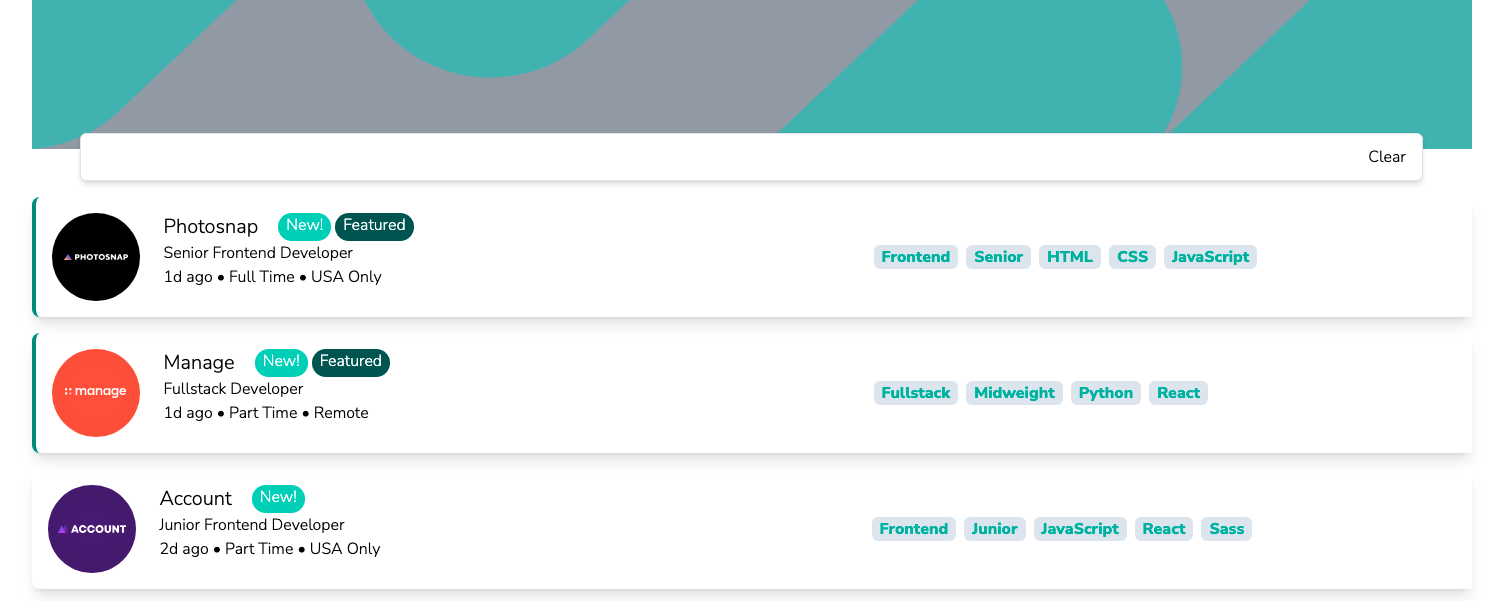 Clear
PHOTOSNAP
Photosnap New! Featured
Senior Frontend Developer
1d ago • Full Time • USA Only
Frontend Senior HTML CSS JavaScript
manage
Manage New! Featured
Fullstack Developer
1d ago • Part Time • Remote
Fullstack Midweight Python React
ACCOUNT
Account New!
Junior Frontend Developer
2d ago • Part Time • USA Only
Frontend Junior JavaScript React Sass